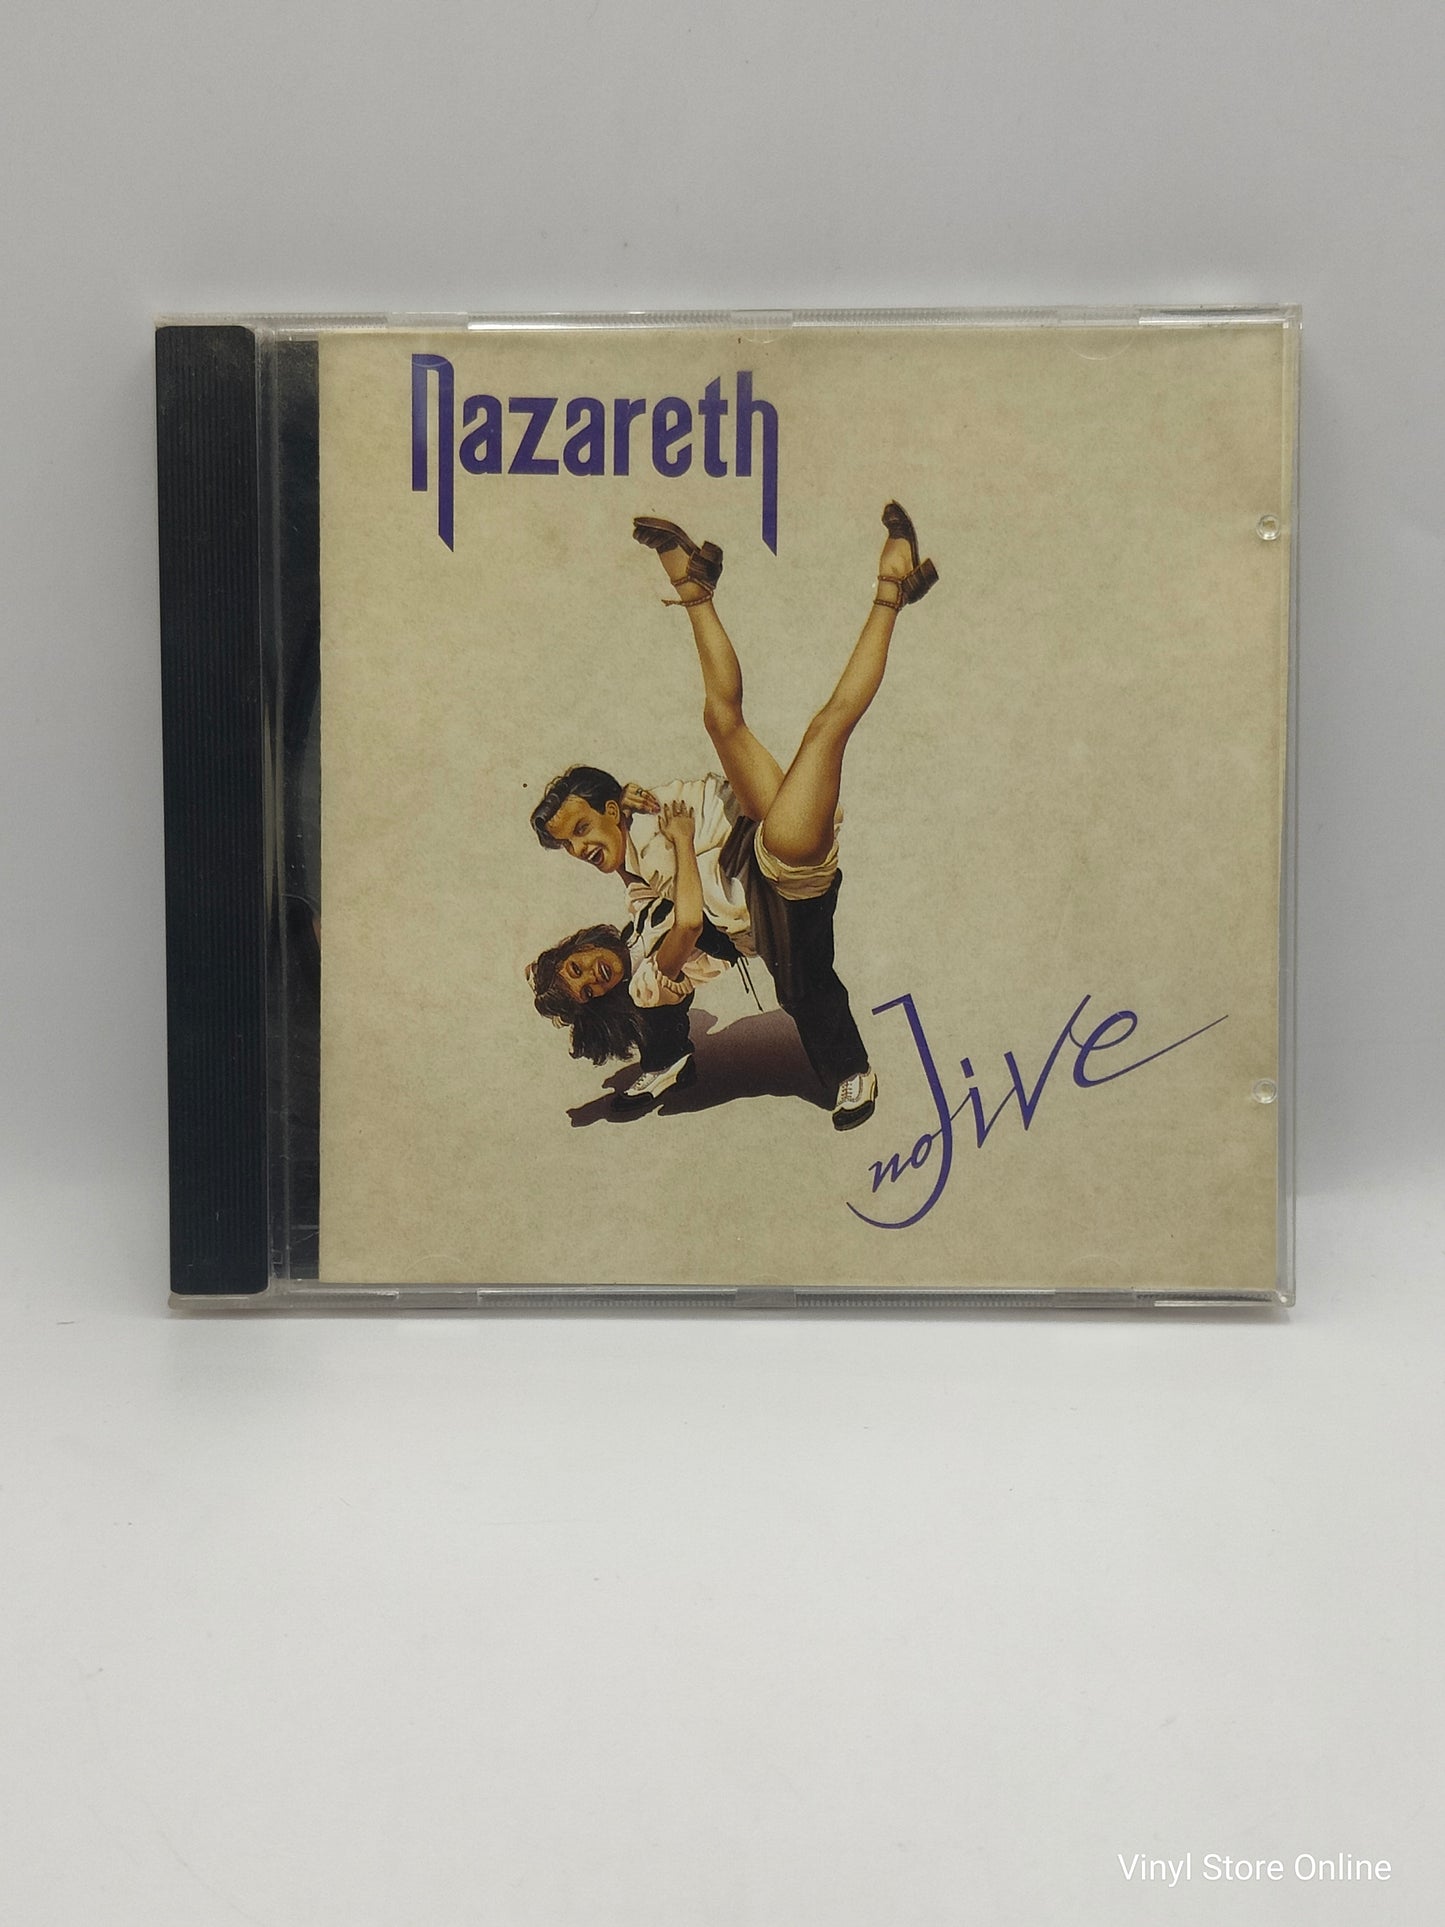 nazareth
no Jive
Vinyl Store Online